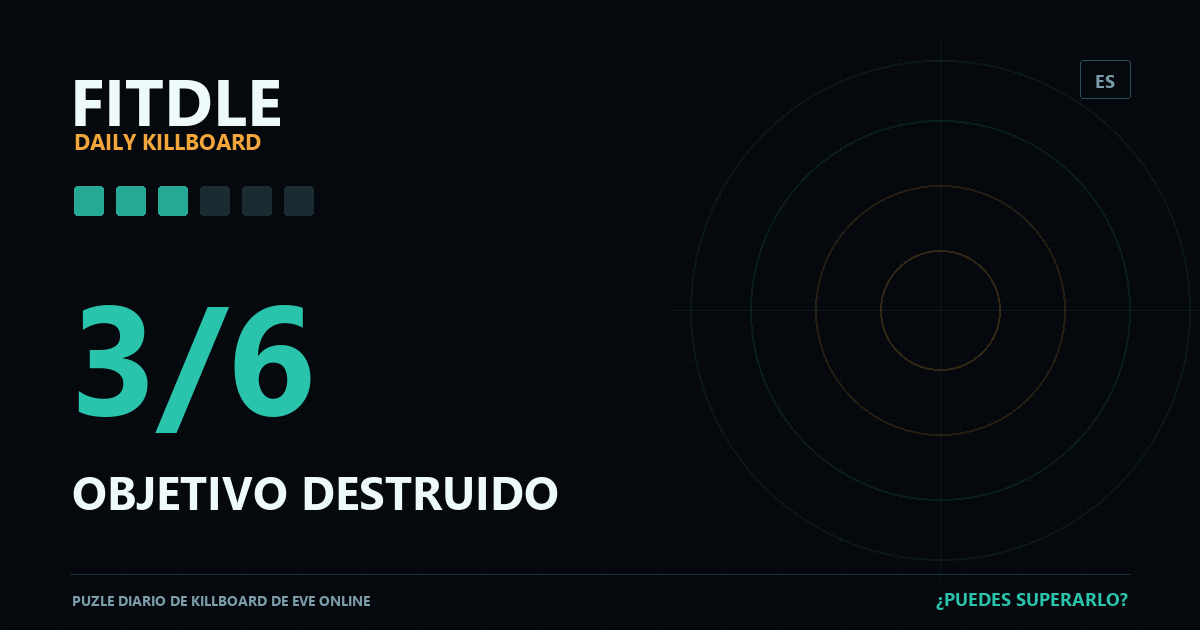 FITDLE
DAILY KILLBOARD
ES
3/6
OBJETIVO DESTRUIDO
PUZLE DIARIO DE KILLBOARD DE EVE ONLINE
¿PUEDES SUPERARLO?